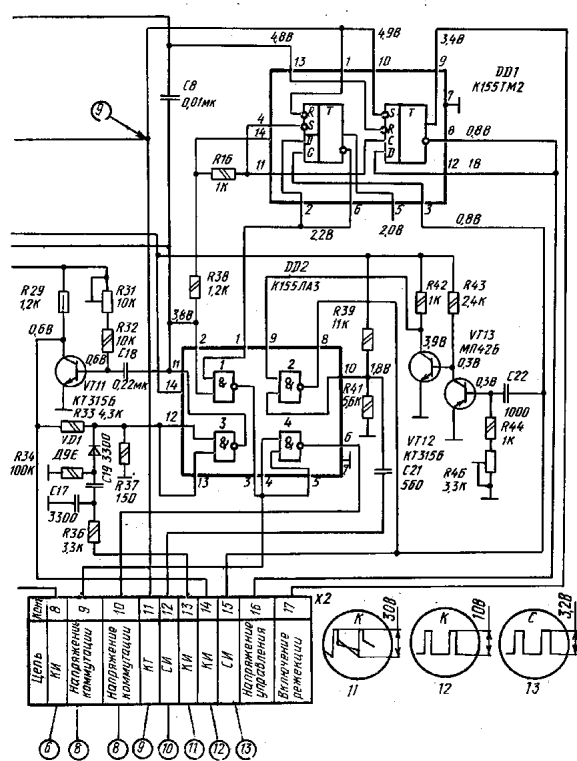 4,8В
4,9В
3,4В
13
1
10
9
DD1
К155ТМ2
С8
0,01мк
9
7
4
14
R
S
D
C
T
S
R
C
D
T
8
0,8В
R16
1К
11
12
1В
2
6
5
3
2,2В
2,0В
0,8В
R29
1,2К
R31
10К
R38
1,2К
DD2
К155ЛА3
R39
11К
R42
1К
R43
2,4К
0,6В
R32
10К
3,6В
2
1
9
8
VT13
МП42Б
3,9В
0,3В
0,6В
С18
0,22мк
11
1
&
2
&
10
1,8В
0,3В
С22
1000
VT11
КТ315Б
14
R41
5,6К
R33 4,3К
12
3
&
4
&
6
VT12
КТ315Б
R44
1К
VD1
Д9Е
С19 3300
R34
100К
13
3
4
5
7
С21
560
R46
3,3К
С17
3300
R37
150
R36
3,3К
Х2
Конт
8
9
10
11
12
13
14
15
16
17
Цепь
КИ
Напряжение коммутации
Напряжение коммутации
КТ
СИ
КИ
КИ
СИ
Напряжение управления
Включение режекции
6
8
8
9
10
11
12
13
К
30В
11
К
10В
12
С
3,2В
13